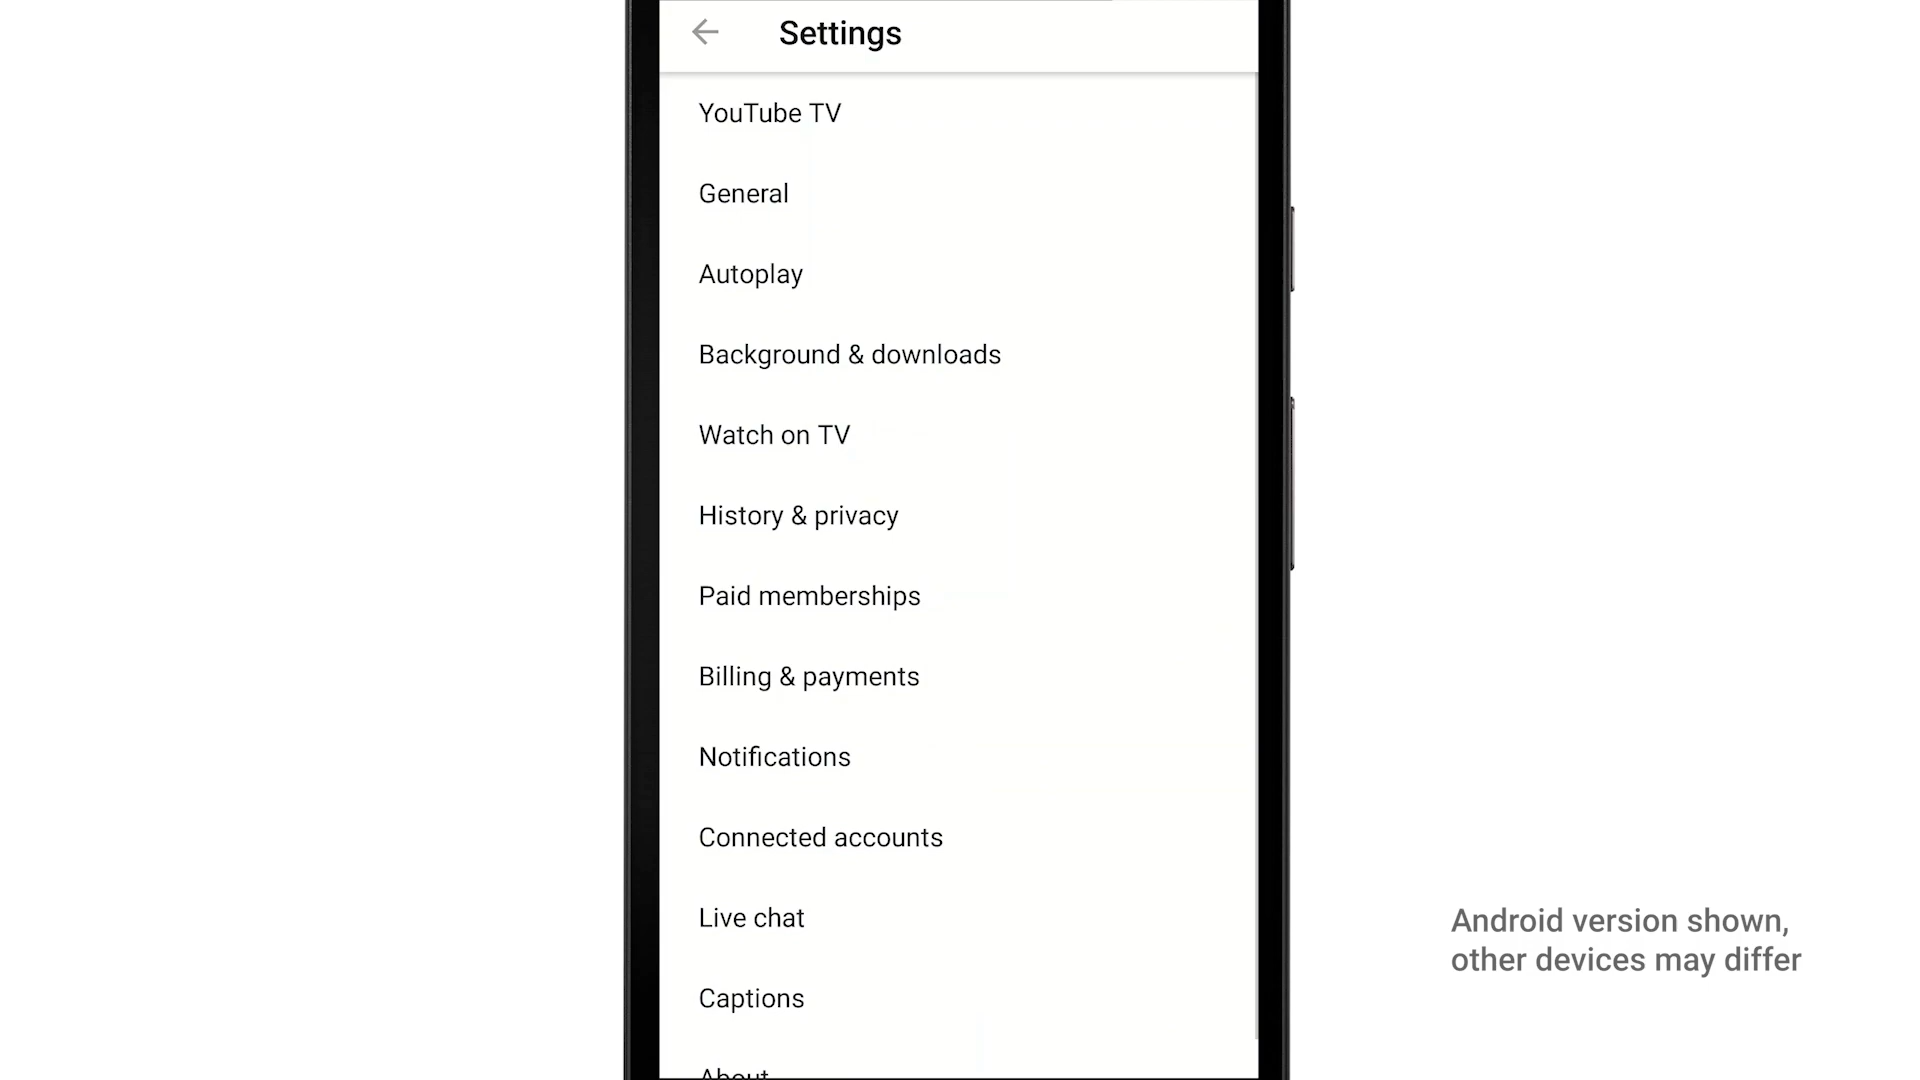 Settings
YouTube TV
General
Autoplay
Background & downloads
Watch on TV
History & privacy
Paid memberships
Billing & payments
Notifications
Connected accounts
Live chat
Captions
About
Android version shown,
other devices may differ